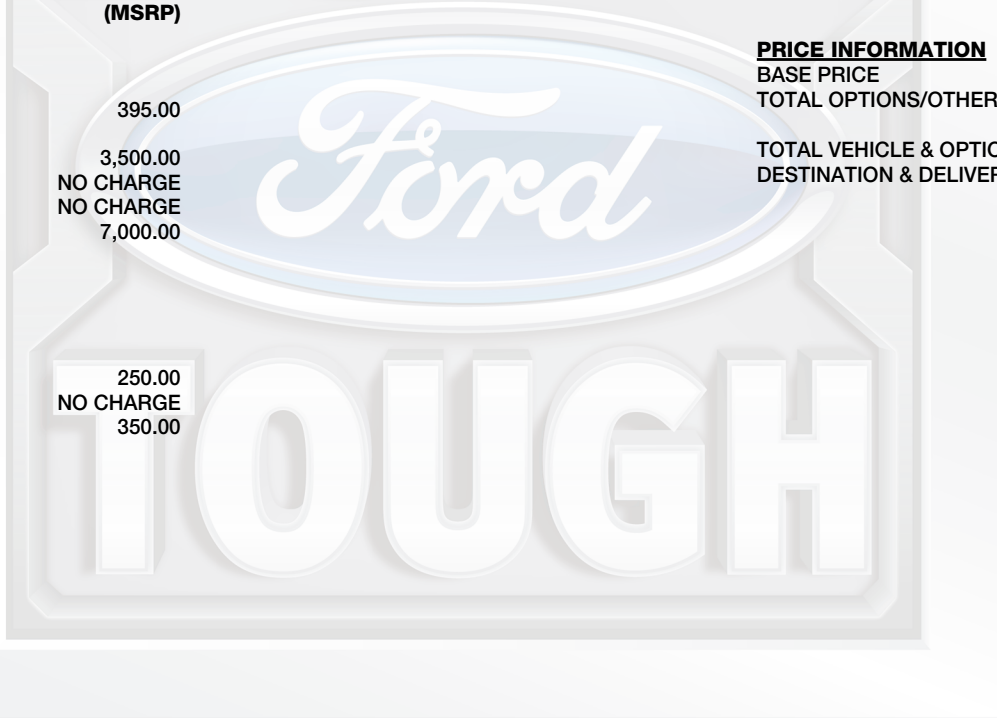 (MSRP)
395.00
3,500.00
NO CHARGE
NO CHARGE
7,000.00
250.00
NO CHARGE
350.00
PRICE INFORMATION
BASE PRICE
TOTAL OPTIONS/OTHER
TOTAL VEHICLE & OPTIO
DESTINATION & DELIVER
Ford
TOUGH